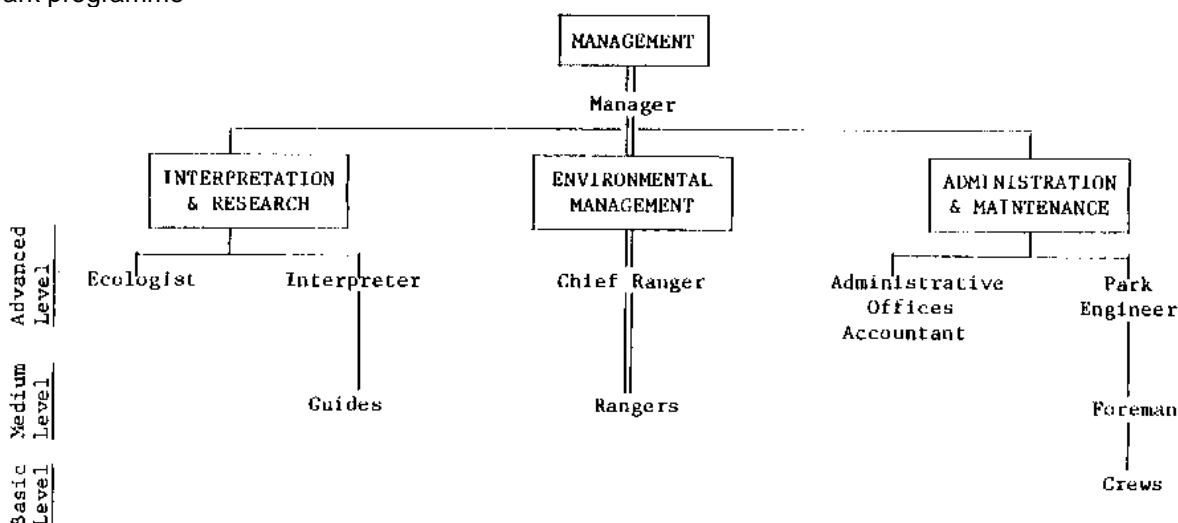 ark programme
MANAGEMENT
Manager
INTERPRETATION
& RESEARCH
ENVIRONMENTAL
MANAGEMENT
ADMINISTRATION
& MAINTENANCE
Advanced
Level
Ecologist
Interpreter
Chief Ranger
Administrative
Offices
Accountant
Park
Engineer
Medium
Level
Guides
Rangers
Foreman
Basic
Level
Crews